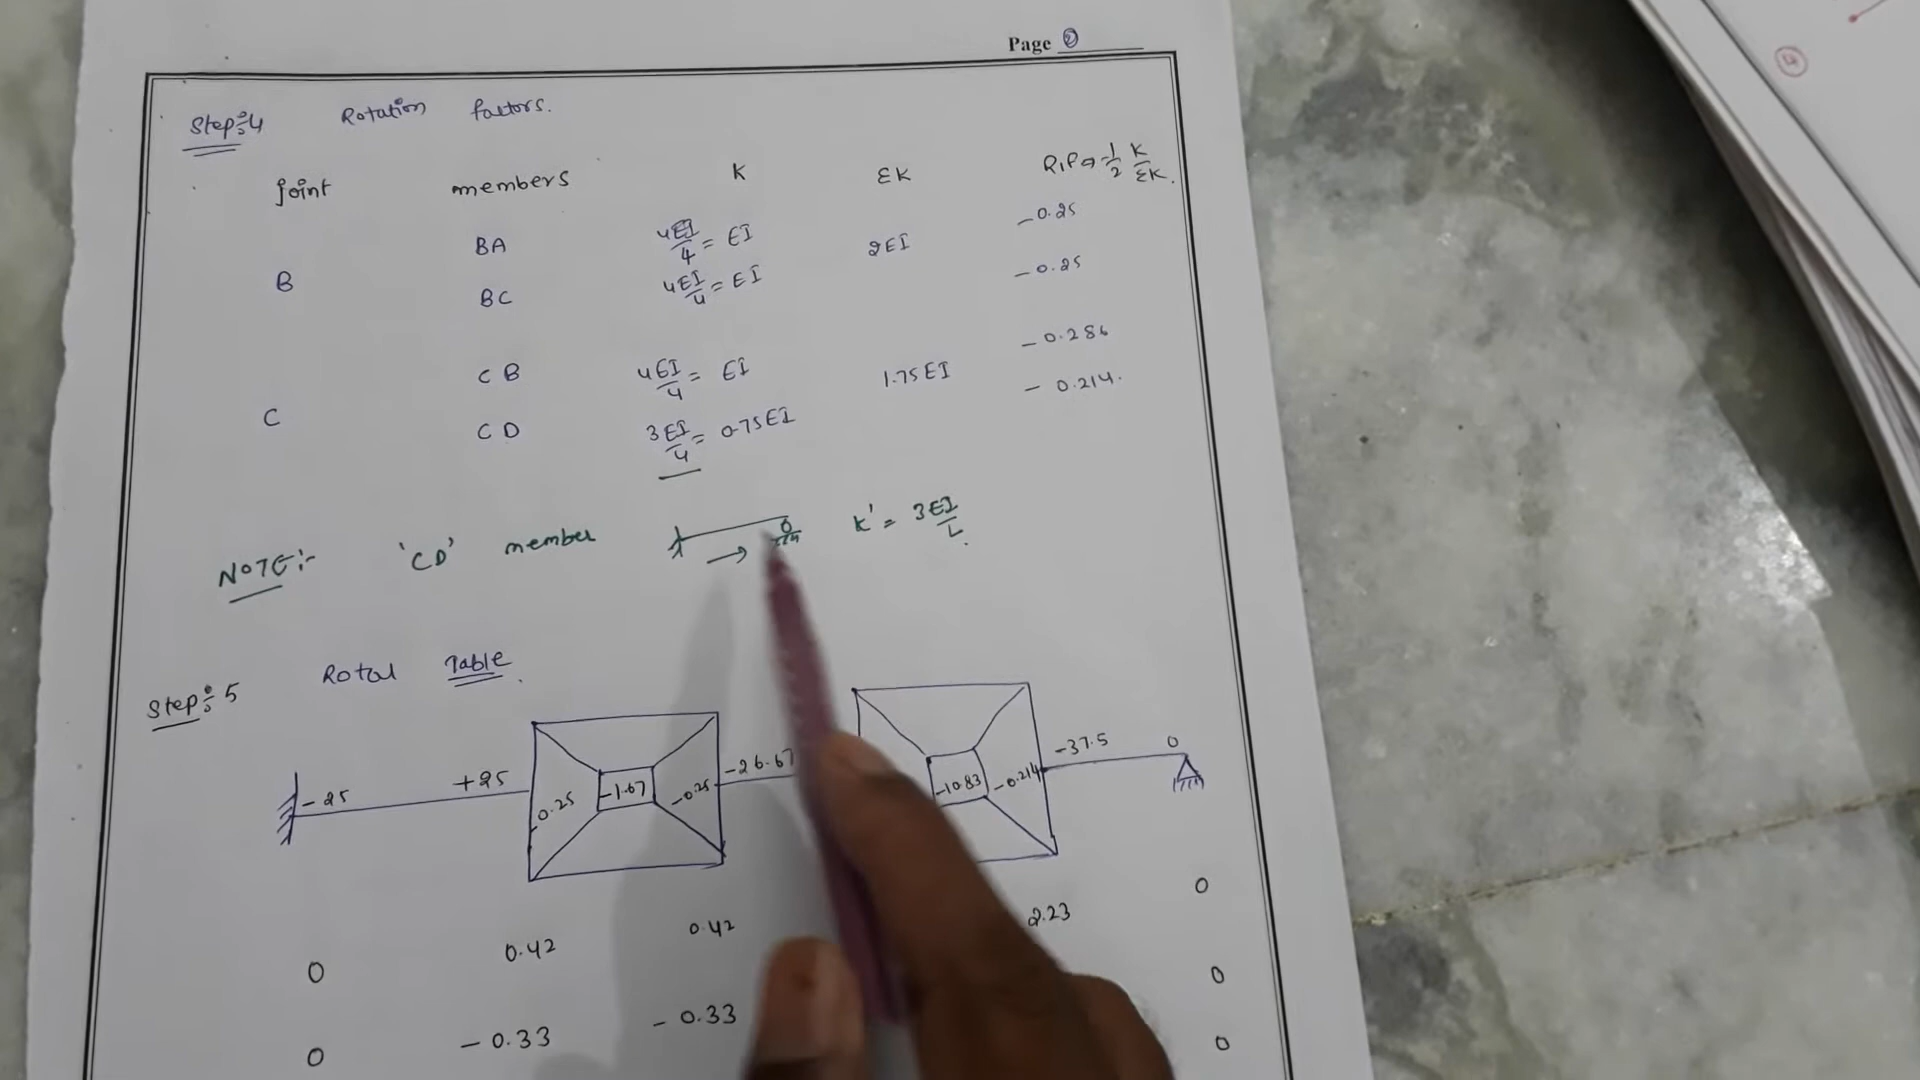 Page 2
Step:4 Rotation factors.
Joint members K ΣK R.F = -1/2 K/ΣK.
BA 4EI/4 = EI -0.25
B 2EI
BC 4EI/4 = EI -0.25
CB 4EI/4 = EI -0.286
C 1.75EI
CD 3EI/4 = 0.75EI -0.214.
NOTE:- 'CD' member K' = 3EI/L.
Step:5 Rotal Table.
-25 +25 -0.25 -1.67 -0.25 -26.67 -10.83 -0.214 -37.5 0
0 0.42 0.42 2.23 0
0 -0.33 -0.33 0
0